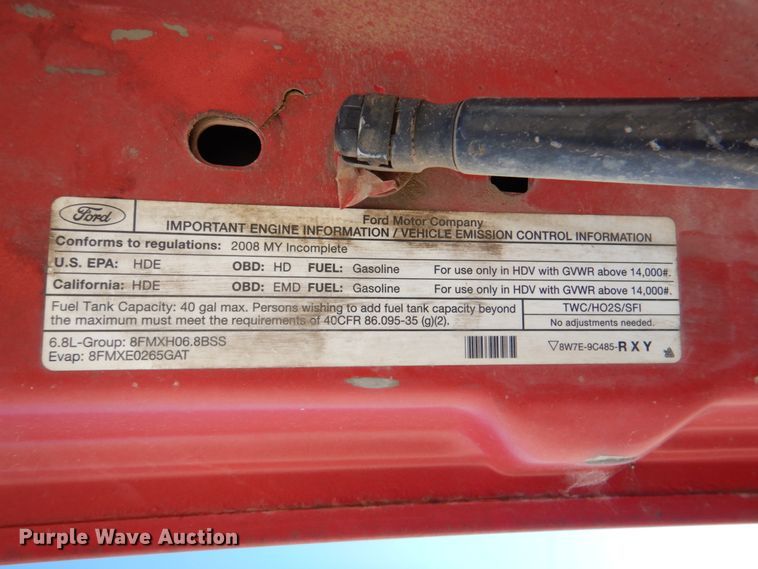 Ford
Ford Motor Company
IMPORTANT ENGINE INFORMATION / VEHICLE EMISSION CONTROL INFORMATION
Conforms to regulations: 2008 MY Incomplete
U.S. EPA: HDE OBD: HD FUEL: Gasoline For use only in HDV with GVWR above 14,000#.
California: HDE OBD: EMD FUEL: Gasoline For use only in HDV with GVWR above 14,000#.
Fuel Tank Capacity: 40 gal max. Persons wishing to add fuel tank capacity beyond
the maximum must meet the requirements of 40CFR 86.095-35 (g)(2).
TWC/HO2S/SFI
No adjustments needed.
6.8L-Group: 8FMXH06.8BSS
Evap: 8FMXE0265GAT
▽8W7E-9C485-RXY
Purple Wave Auction